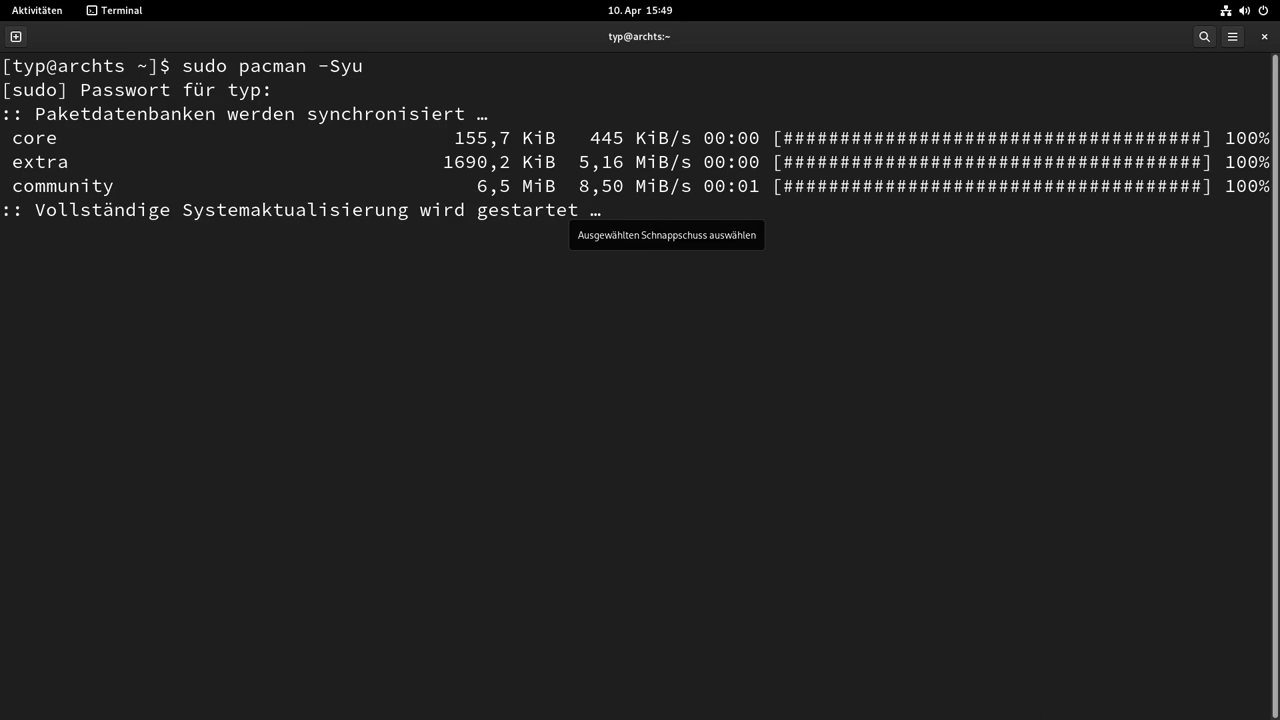 Aktivitäten Terminal 10. Apr 15:49
typ@archts:~
[typ@archts ~]$ sudo pacman -Syu
[sudo] Passwort für typ:
:: Paketdatenbanken werden synchronisiert …
core 155,7 KiB 445 KiB/s 00:00 [#####################################] 100%
extra 1690,2 KiB 5,16 MiB/s 00:00 [#####################################] 100%
community 6,5 MiB 8,50 MiB/s 00:01 [#####################################] 100%
:: Vollständige Systemaktualisierung wird gestartet …
Ausgewählten Schnappschuss auswählen